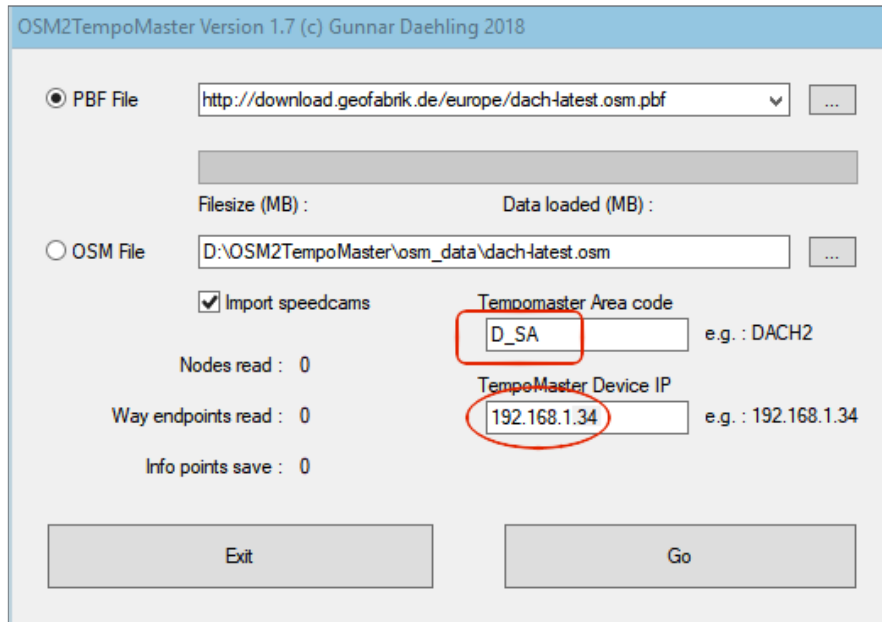 OSM2TempoMaster Version 1.7 (c) Gunnar Daehling 2018
PBF File
http://download.geofabrik.de/europe/dach-latest.osm.pbf
...
Filesize (MB) :
Data loaded (MB) :
OSM File
D:\OSM2TempoMaster\osm_data\dach-latest.osm
...
Import speedcams
Tempomaster Area code
D_SA
e.g. : DACH2
Nodes read : 0
TempoMaster Device IP
Way endpoints read : 0
192.168.1.34
e.g. : 192.168.1.34
Info points save : 0
Exit
Go